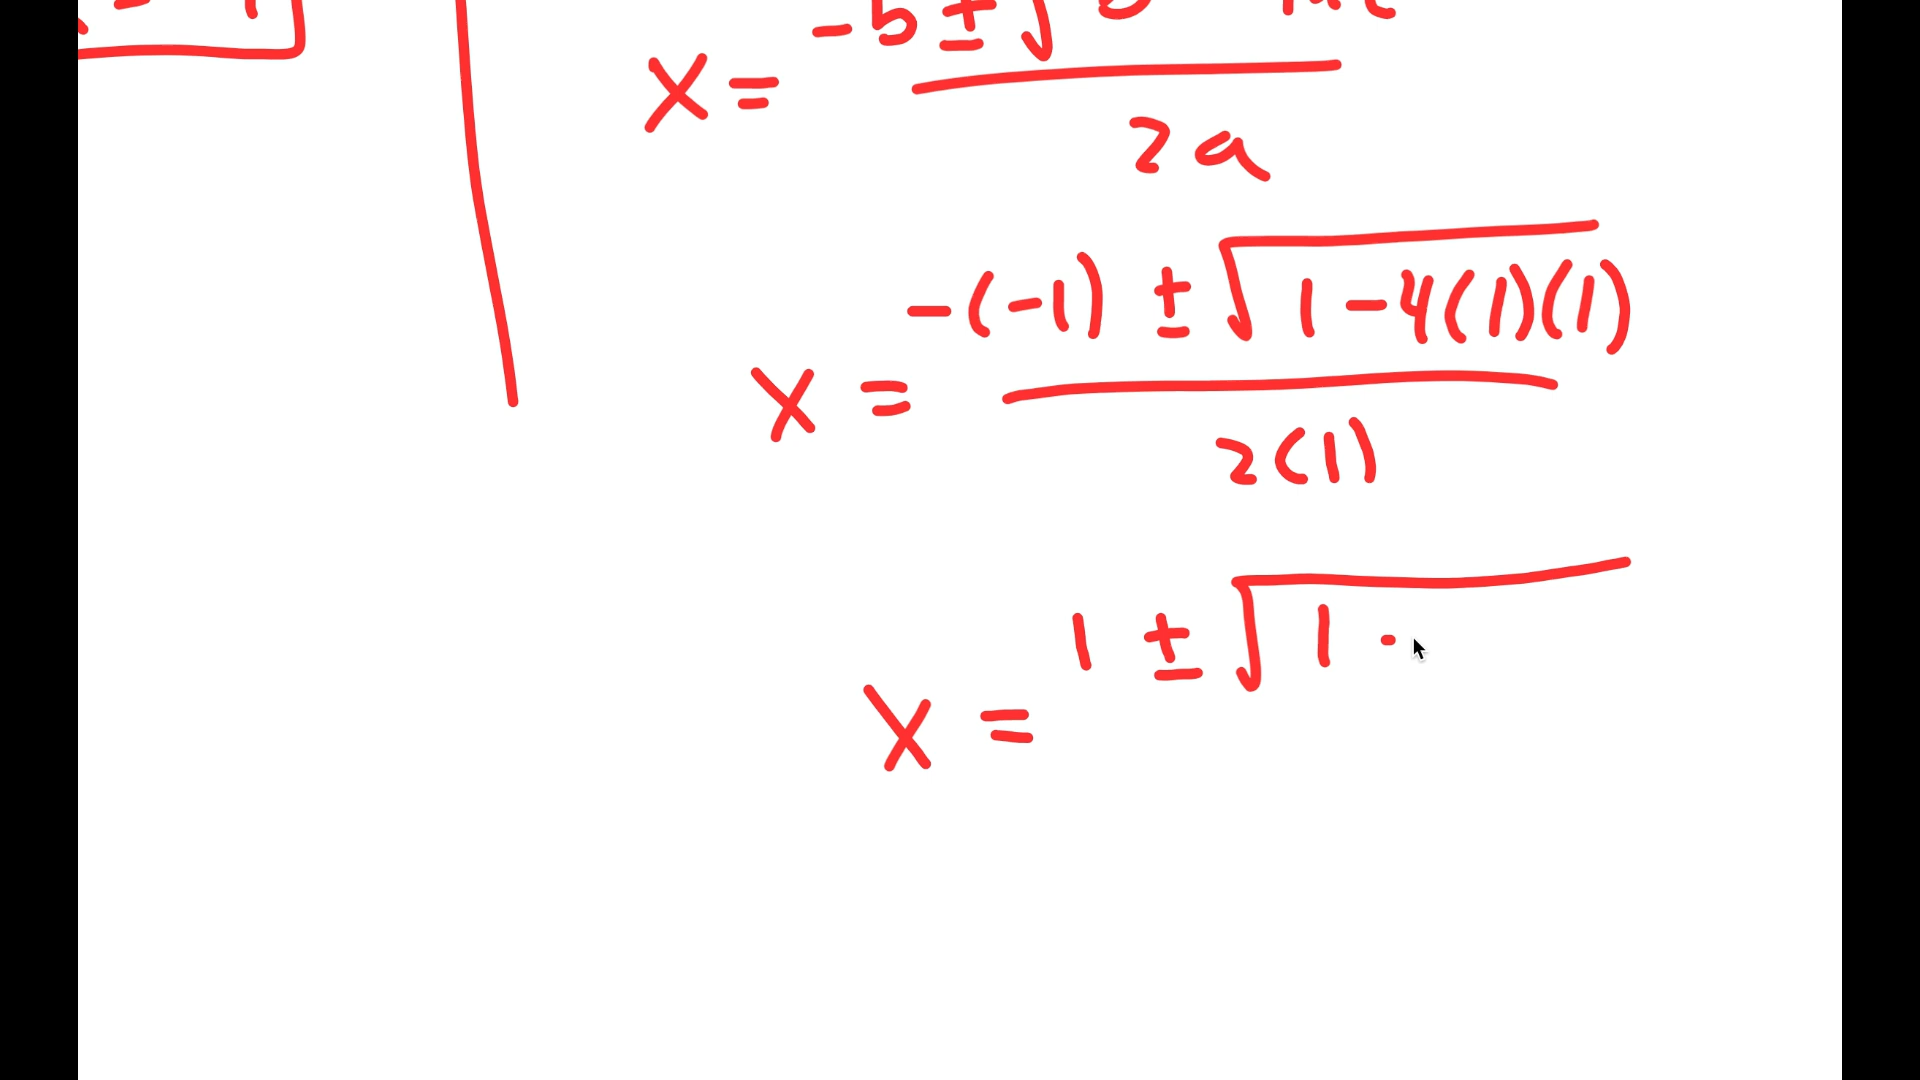 x = -b ± √
2a
x = -(-1) ± √1 - 4(1)(1)
2(1)
x = 1 ± √1 -